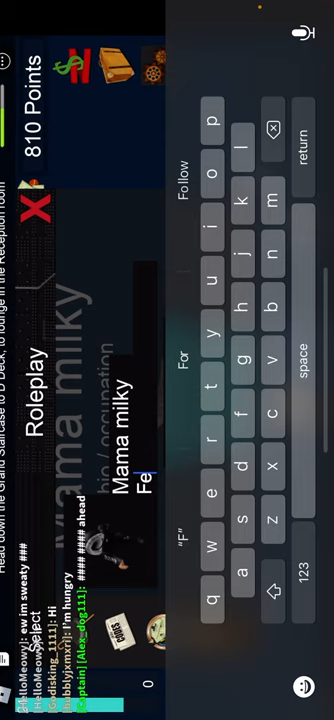 Head down the Grand Staircase to D Deck, to lounge in the Reception room
810 Points
Roleplay
X
Mama milky
bio / occupation
Mama milky
Fe
Select
[HelloMeowy]: ew im sweaty ###
[HelloMeowy]:
[Godisking_1111]: Hi
I'm hungry
[Captain] [Alex_dog111]: #### #### ahead
CODES
0
"F"
For
Follow
q w e r t y u i o p
a s d f g h j k l
z x c v b n m
123
space
return